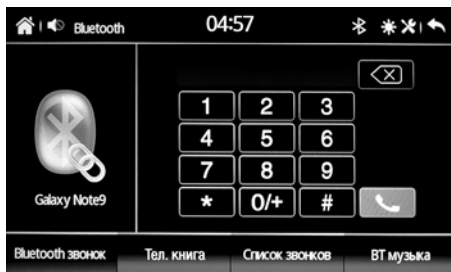 Bluetooth 04:57
1 2 3
4 5 6
7 8 9
* 0/+ #
Galaxy Note9
Bluetooth звонок Тел. книга Список звонков BT музыка